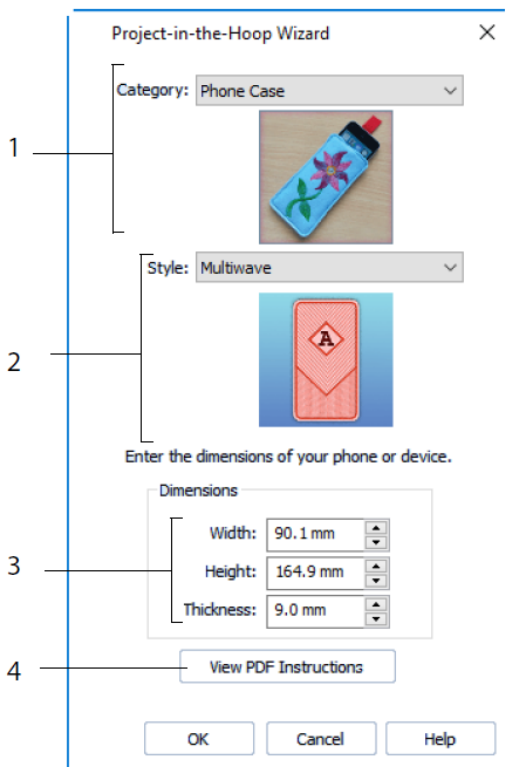 Project-in-the-Hoop Wizard
Category: Phone Case
1
Style: Multiwave
A
2
Enter the dimensions of your phone or device.
Dimensions
Width: 90.1 mm
3
Height: 164.9 mm
Thickness: 9.0 mm
4
View PDF Instructions
OK Cancel Help